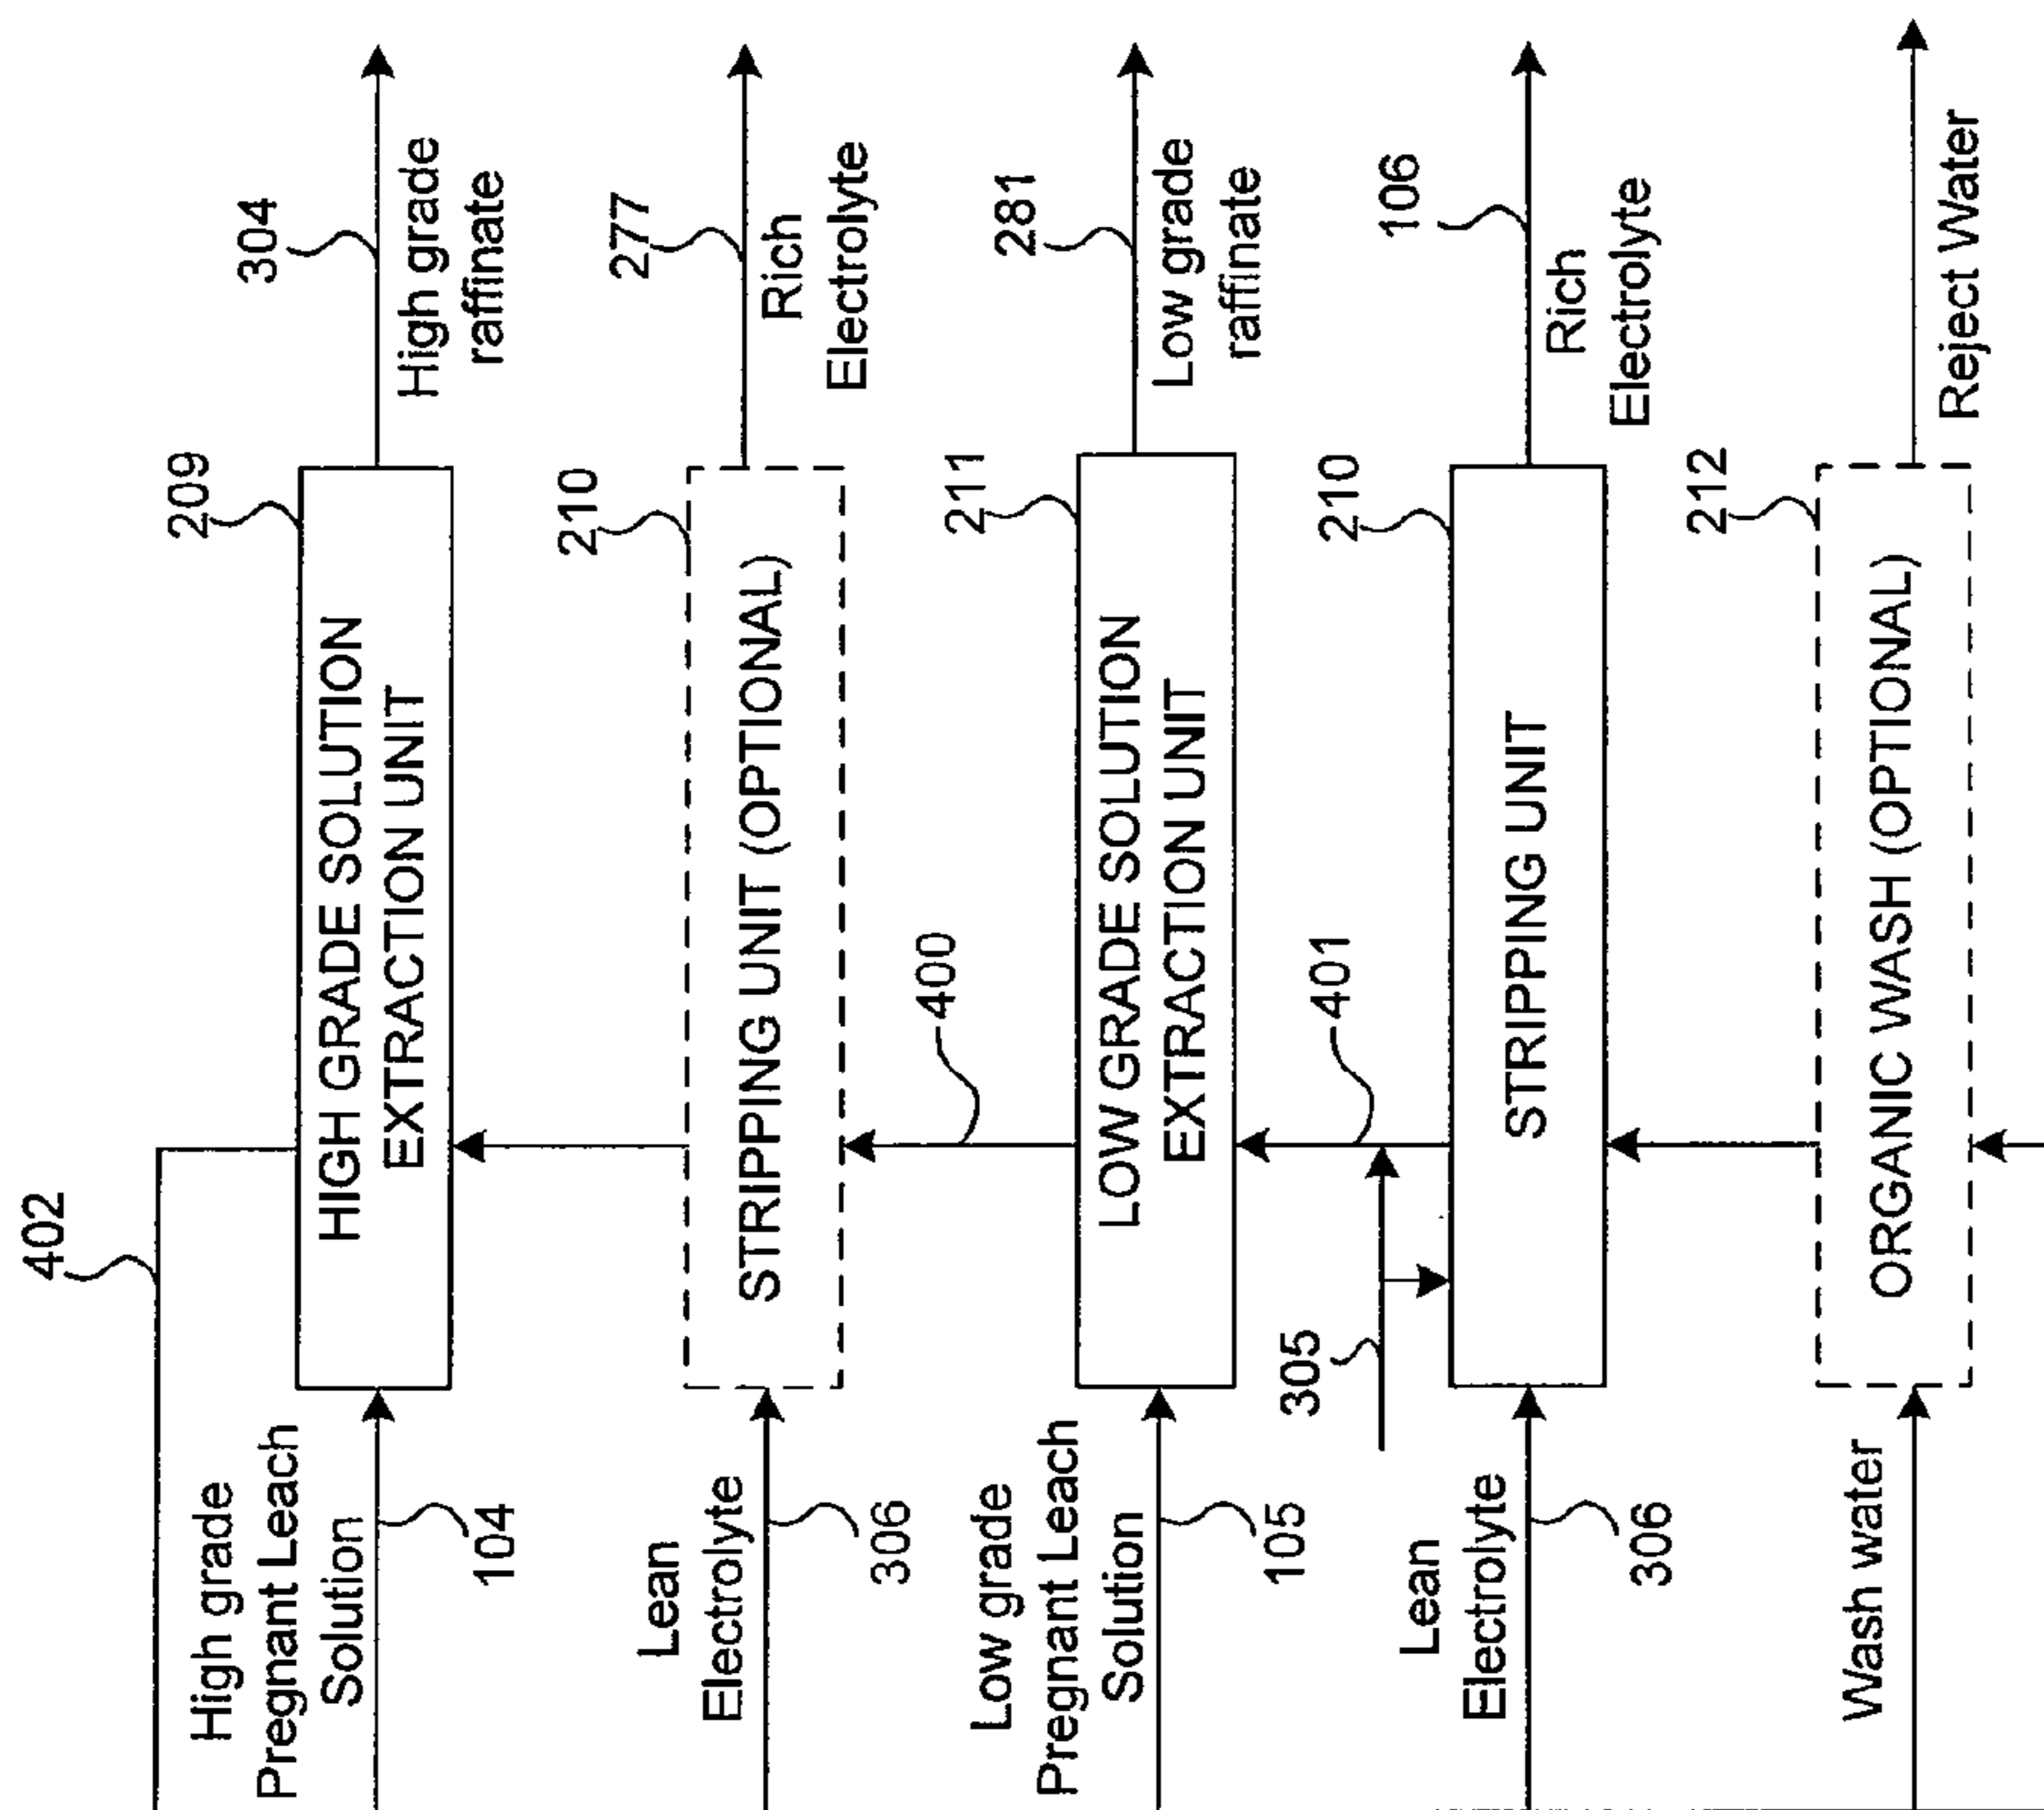 402
304
High grade
raffinate
209
HIGH GRADE SOLUTION
EXTRACTION UNIT
High grade
Pregnant Leach
Solution
104
277
Rich
Electrolyte
210
STRIPPING UNIT (OPTIONAL)
Lean
Electrolyte
306
400
281
Low grade
raffinate
211
LOW GRADE SOLUTION
EXTRACTION UNIT
Low grade
Pregnant Leach
Solution
105
401
305
106
Rich
Electrolyte
210
STRIPPING UNIT
Lean
Electrolyte
306
212
ORGANIC WASH (OPTIONAL)
Reject Water
Wash water